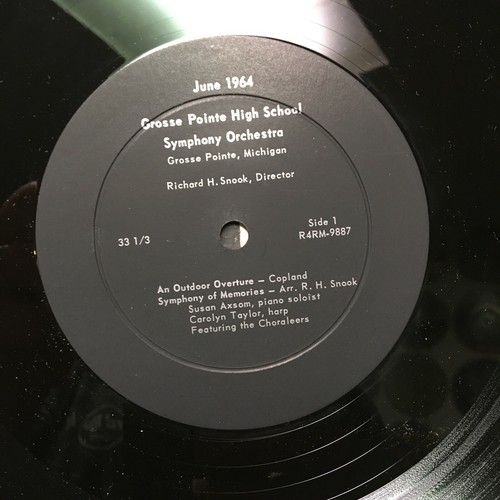 June 1964
Grosse Pointe High School
Symphony Orchestra
Grosse Pointe, Michigan
Richard H. Snook, Director
33 1/3
Side 1
R4RM-9887
An Outdoor Overture — Copland
Symphony of Memories — Arr. R. H. Snook
Susan Axsom, piano soloist
Carolyn Taylor, harp
Featuring the Choraleers